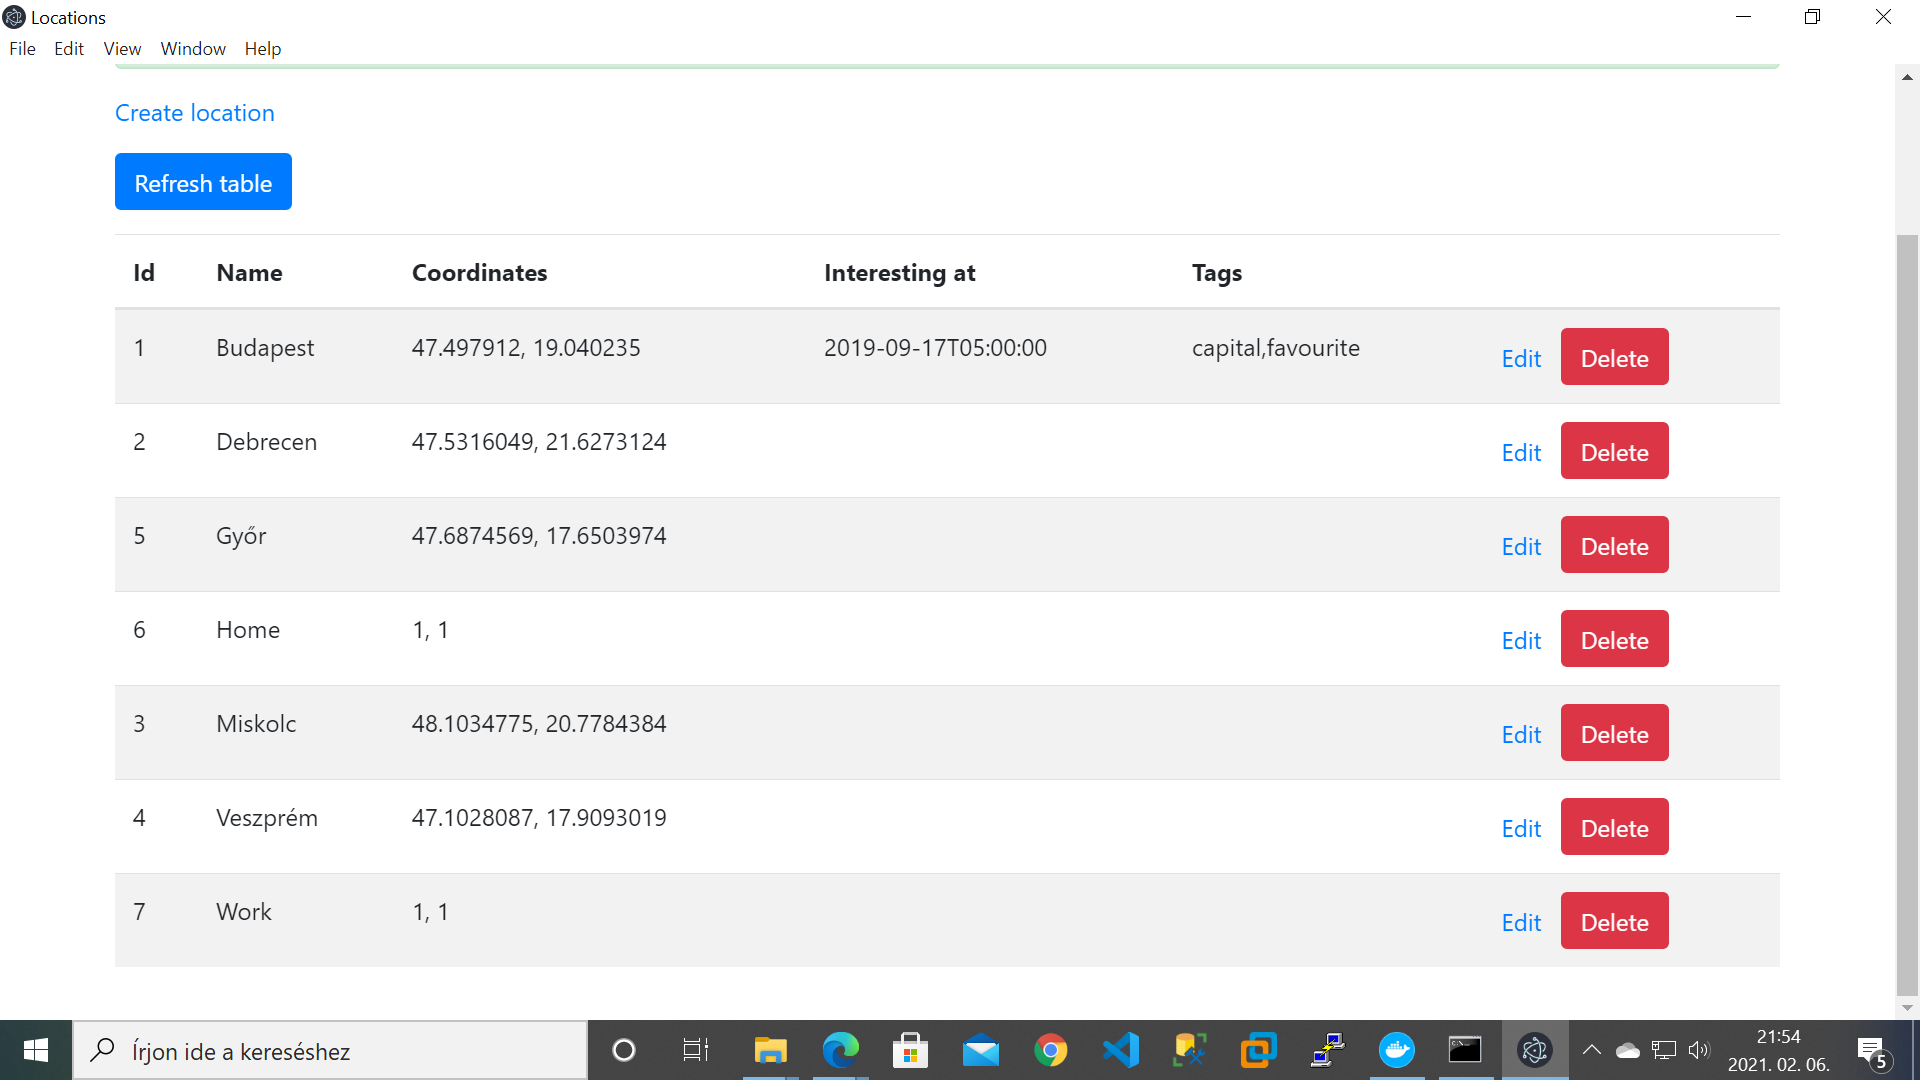 Locations
File Edit View Window Help
Create location
Refresh table
Id Name Coordinates Interesting at Tags
1 Budapest 47.497912, 19.040235 2019-09-17T05:00:00 capital,favourite Edit Delete
2 Debrecen 47.5316049, 21.6273124 Edit Delete
5 Győr 47.6874569, 17.6503974 Edit Delete
6 Home 1, 1 Edit Delete
3 Miskolc 48.1034775, 20.7784384 Edit Delete
4 Veszprém 47.1028087, 17.9093019 Edit Delete
7 Work 1, 1 Edit Delete
Írjon ide a kereséshez
21:54
2021. 02. 06.
5